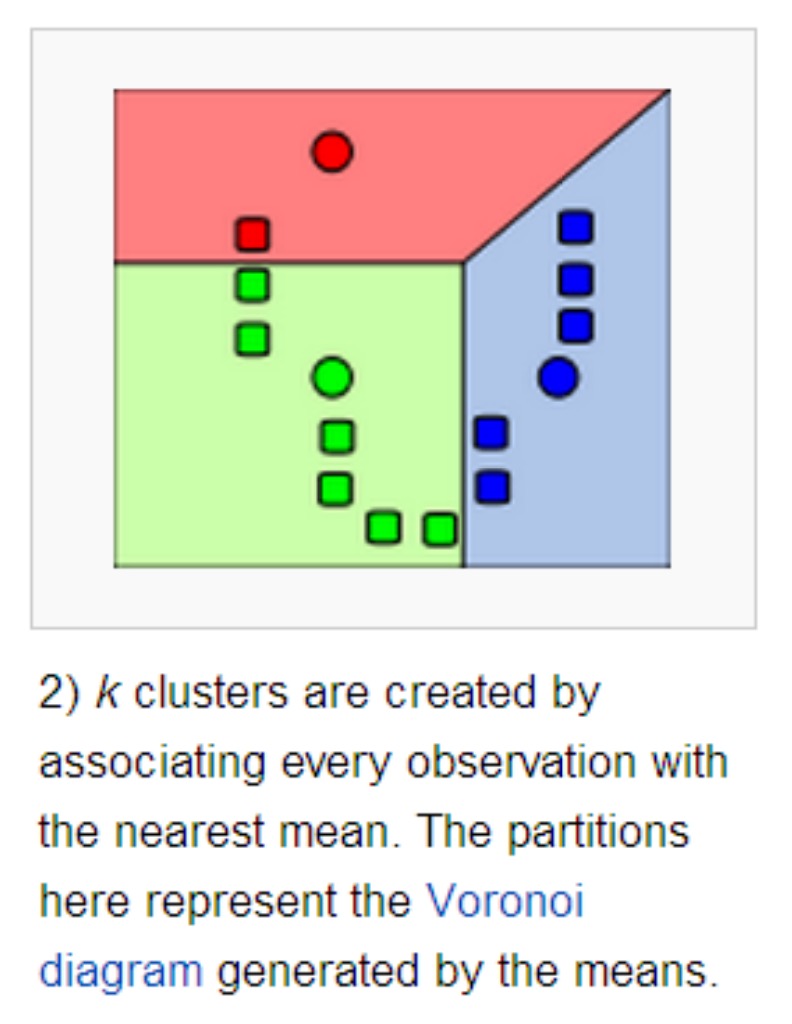 2) k clusters are created by
associating every observation with
the nearest mean. The partitions
here represent the Voronoi
diagram generated by the means.